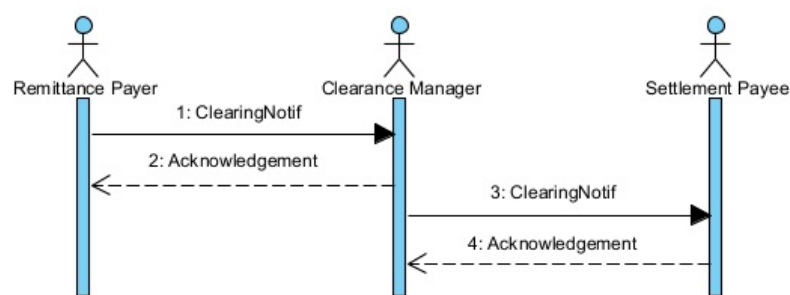 Remittance Payer
Clearance Manager
Settlement Payee
1: ClearingNotif
2: Acknowledgement
3: ClearingNotif
4: Acknowledgement